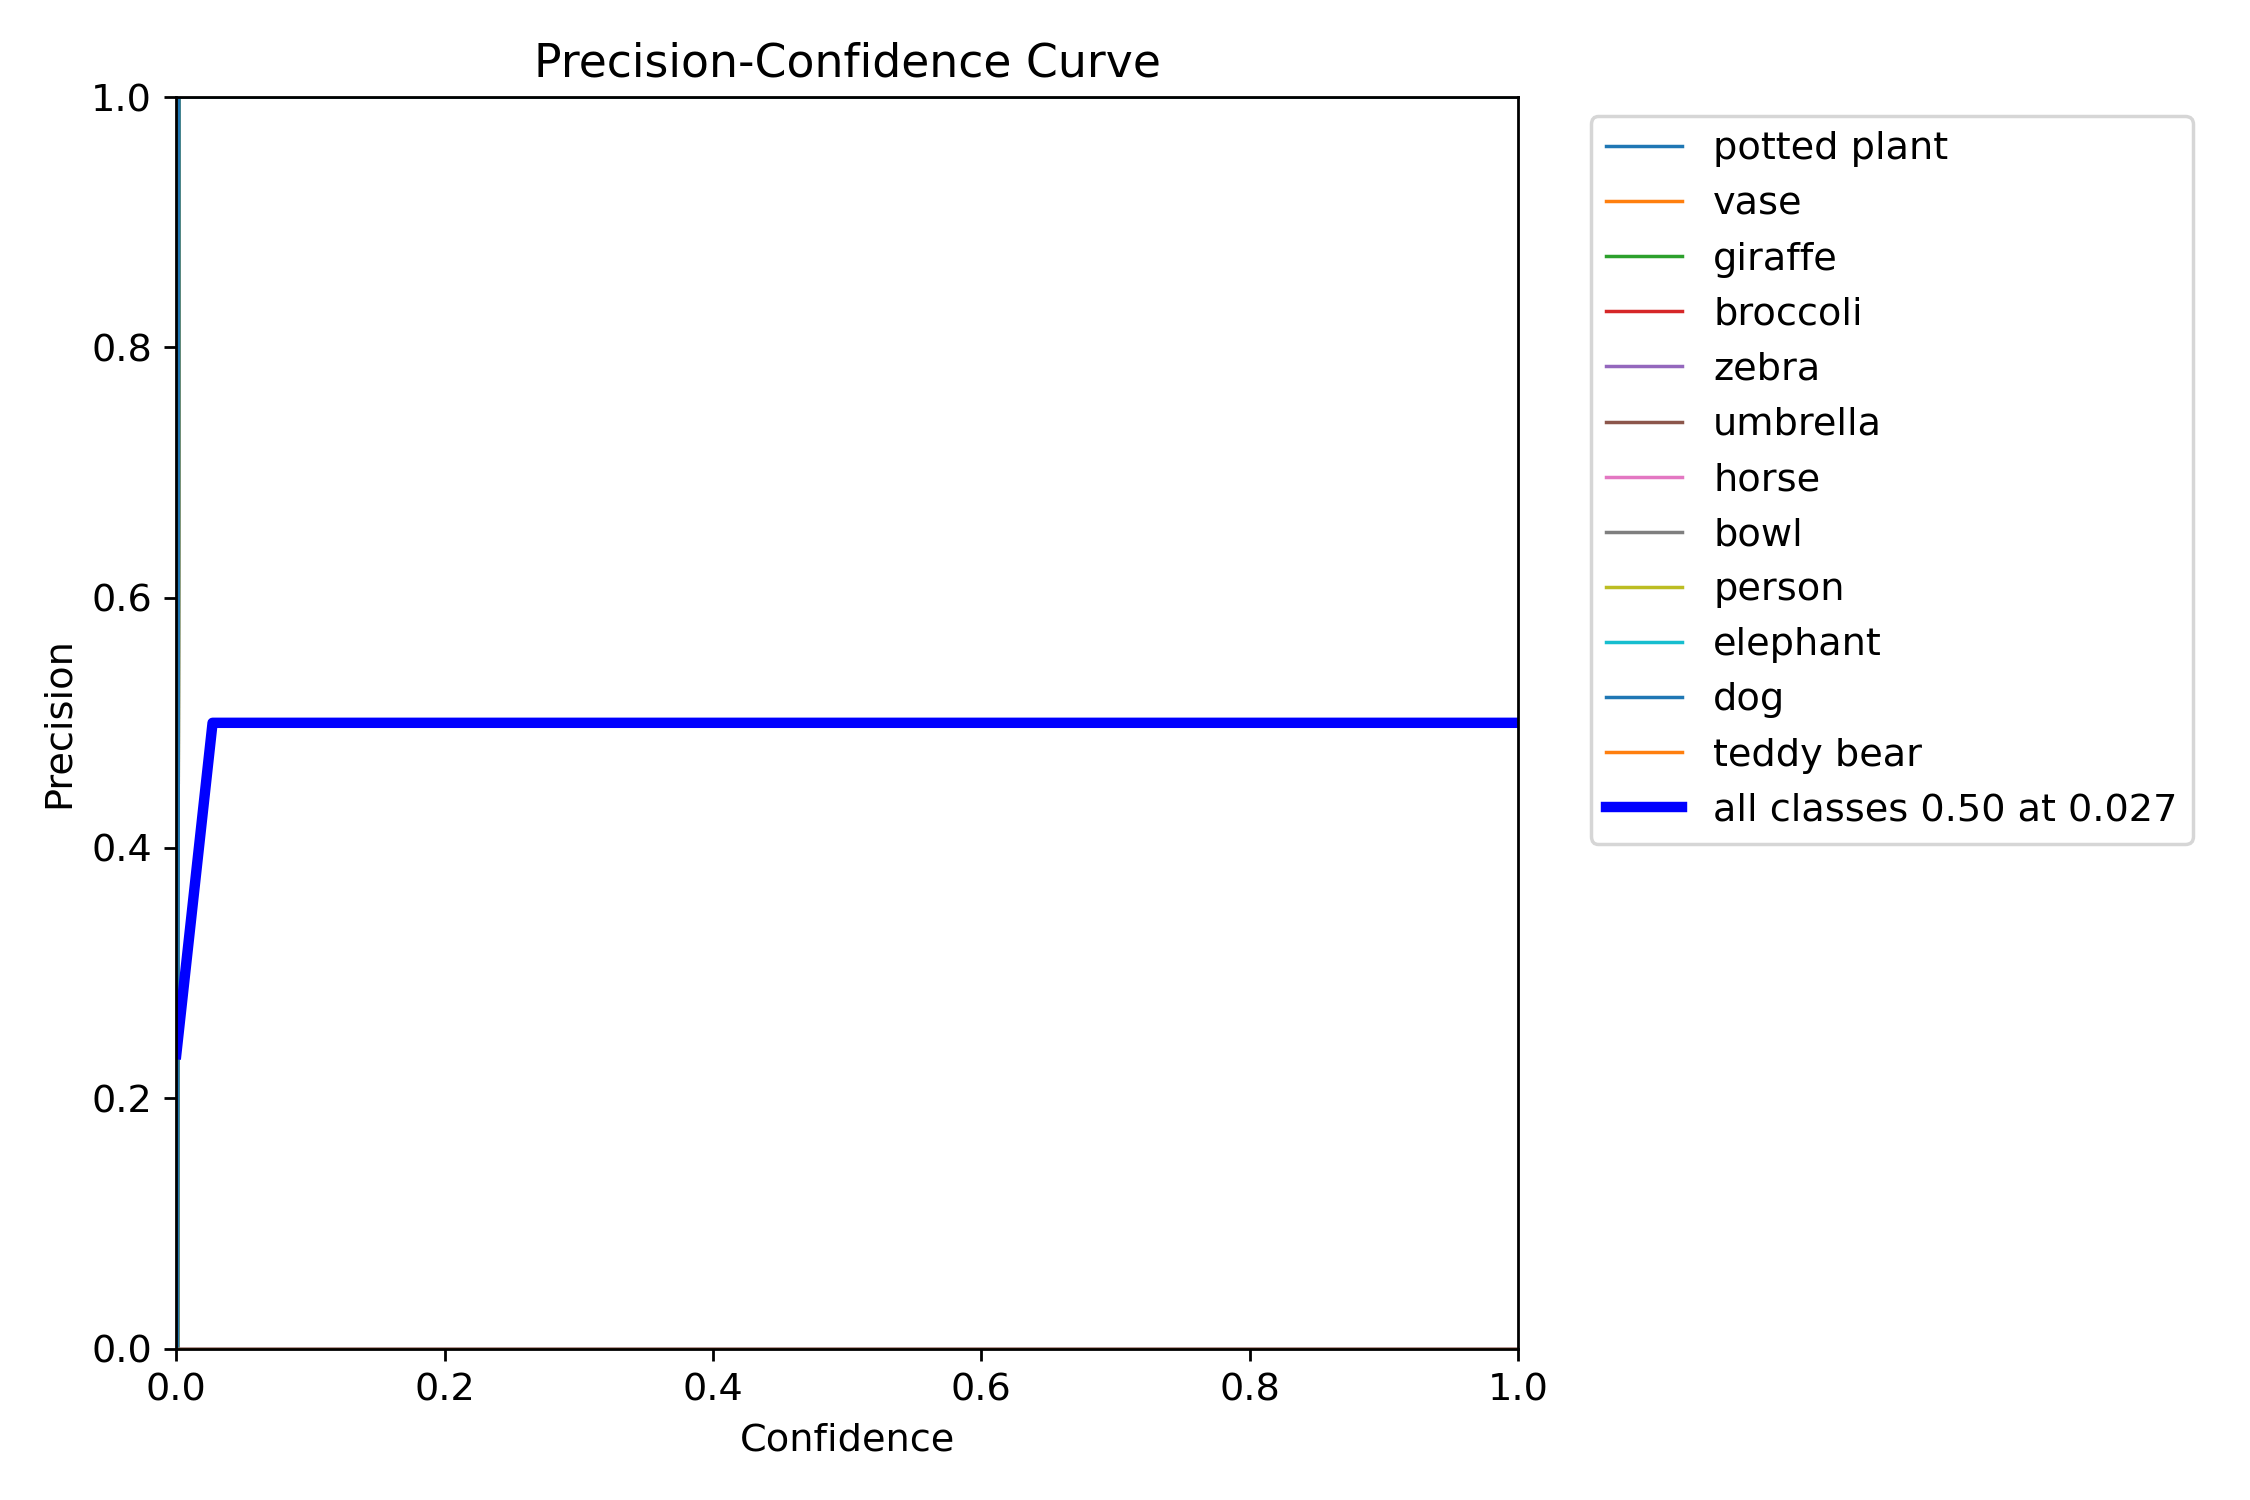 Precision-Confidence Curve
1.0
0.8
0.6
0.4
0.2
0.0
Precision
0.0 0.2 0.4 0.6 0.8 1.0
Confidence
potted plant
vase
giraffe
broccoli
zebra
umbrella
horse
bowl
person
elephant
dog
teddy bear
all classes 0.50 at 0.027